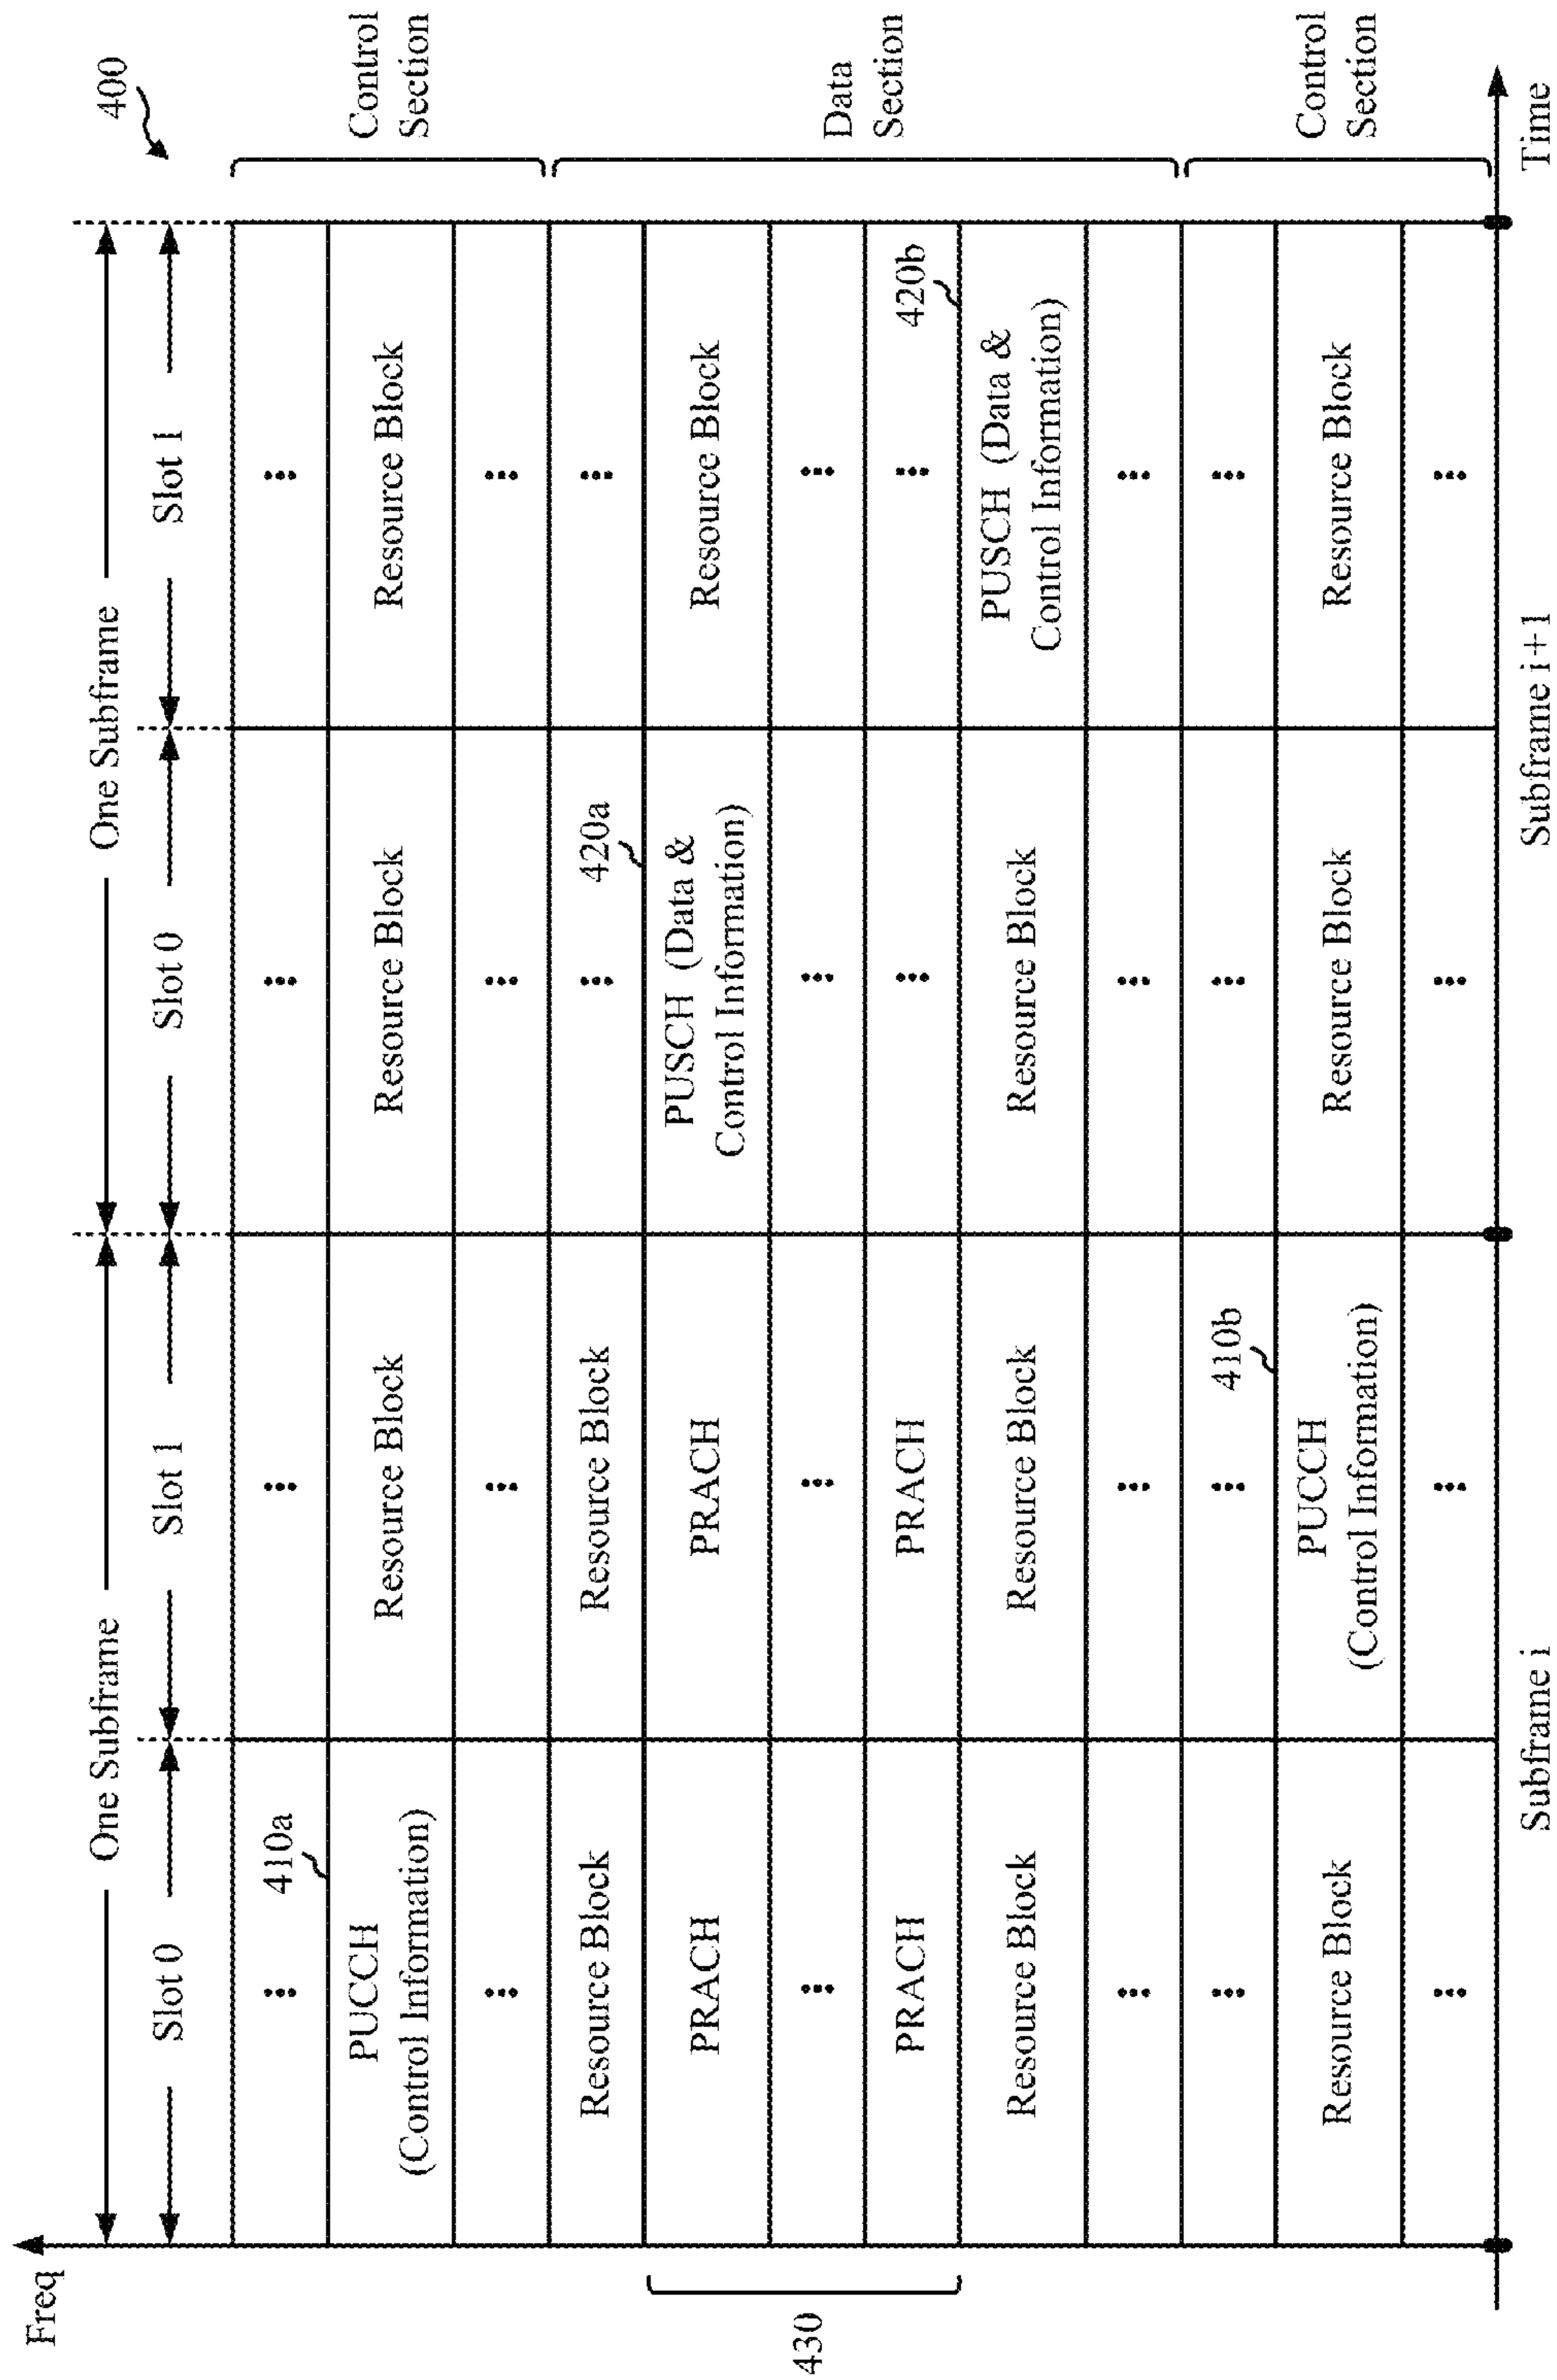 400
Freq
One Subframe
One Subframe
Slot 0
Slot 1
Slot 0
Slot 1
⋮ 410a
⋮
⋮
⋮
PUCCH
(Control Information)
Resource Block
Resource Block
Resource Block
Control
Section
⋮
⋮
⋮
⋮
Resource Block
Resource Block
⋮ 420a
⋮
430
PRACH
PRACH
PUSCH (Data &
Control Information)
Resource Block
⋮
⋮
⋮
⋮
Data
Section
PRACH
PRACH
⋮
⋮ 420b
Resource Block
Resource Block
Resource Block
PUSCH (Data &
Control Information)
⋮
⋮
⋮
⋮
⋮
⋮ 410b
⋮
⋮
Resource Block
PUCCH
(Control Information)
Resource Block
Resource Block
Control
Section
⋮
⋮
⋮
⋮
Subframe i
Subframe i+1
Time